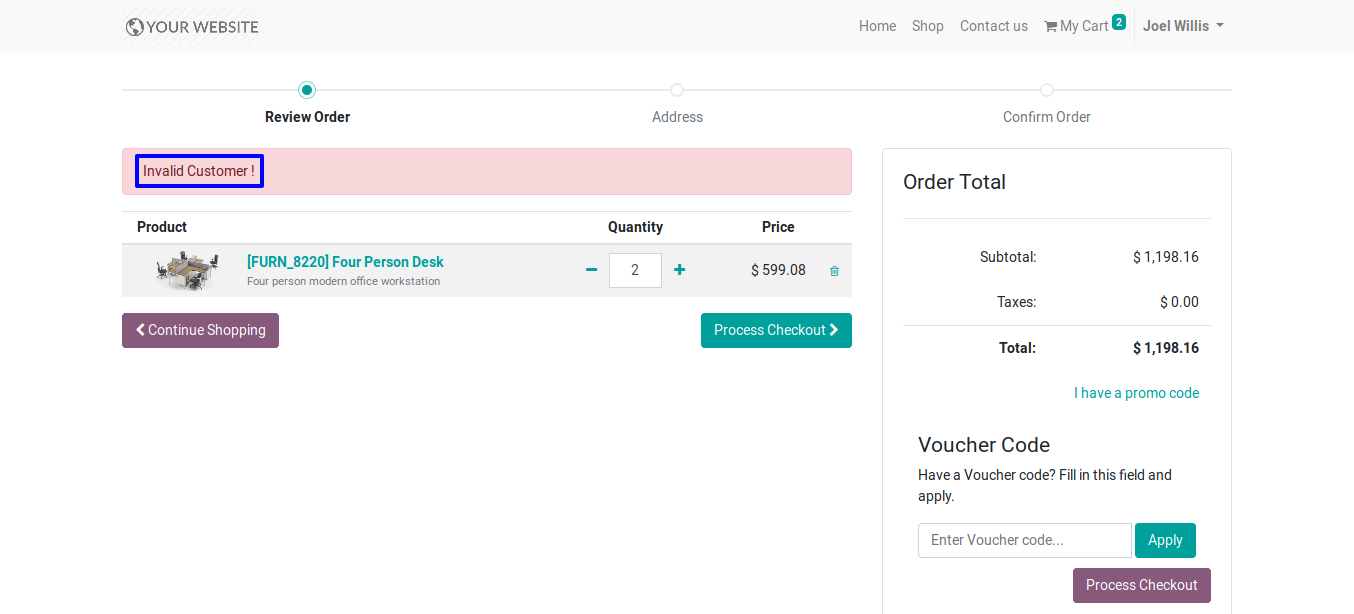 YOUR WEBSITE
Home Shop Contact us My Cart 2 Joel Willis
Review Order Address Confirm Order
Invalid Customer !
Product Quantity Price
[FURN_8220] Four Person Desk
Four person modern office workstation
2
$ 599.08
Continue Shopping
Process Checkout
Order Total
Subtotal: $ 1,198.16
Taxes: $ 0.00
Total: $ 1,198.16
I have a promo code
Voucher Code
Have a Voucher code? Fill in this field and
apply.
Enter Voucher code... Apply
Process Checkout